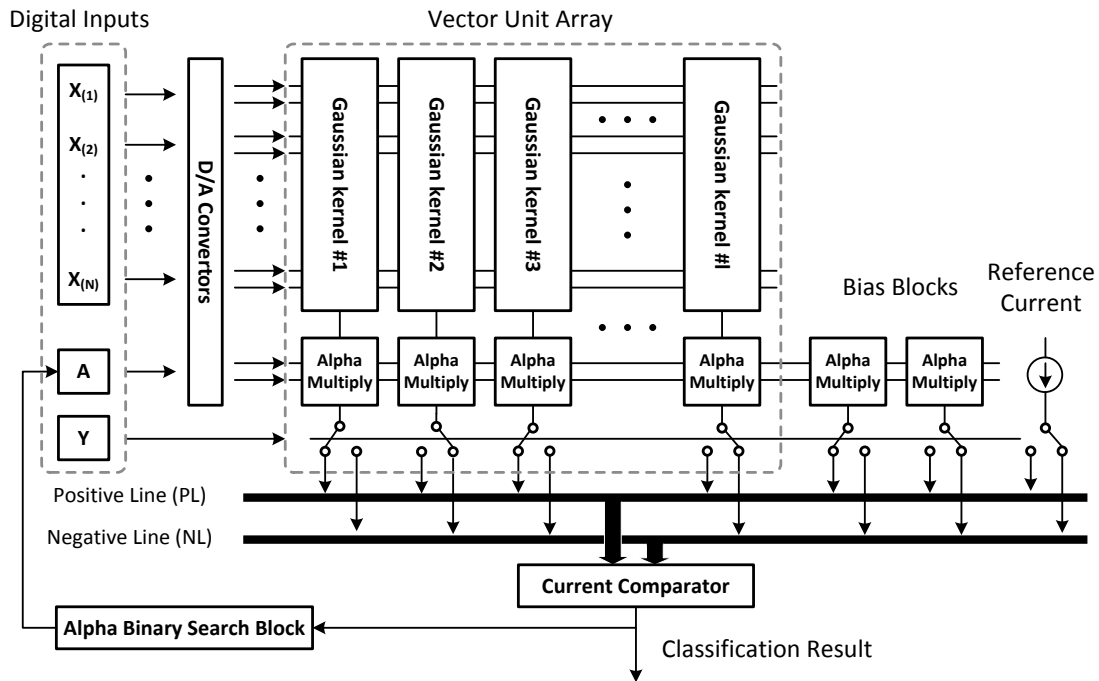 Digital Inputs
Vector Unit Array
X(1)
X(2)
X(N)
A
Y
D/A Convertors
Gaussian kernel #1
Gaussian kernel #2
Gaussian kernel #3
Gaussian kernel #l
Bias Blocks
Reference
Current
Alpha
Multiply
Alpha
Multiply
Alpha
Multiply
Alpha
Multiply
Alpha
Multiply
Alpha
Multiply
Positive Line (PL)
Negative Line (NL)
Current Comparator
Alpha Binary Search Block
Classification Result